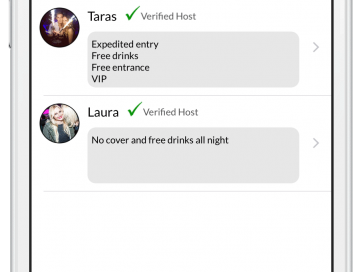 Taras Verified Host
Expedited entry
Free drinks
Free entrance
VIP
Laura Verified Host
No cover and free drinks all night